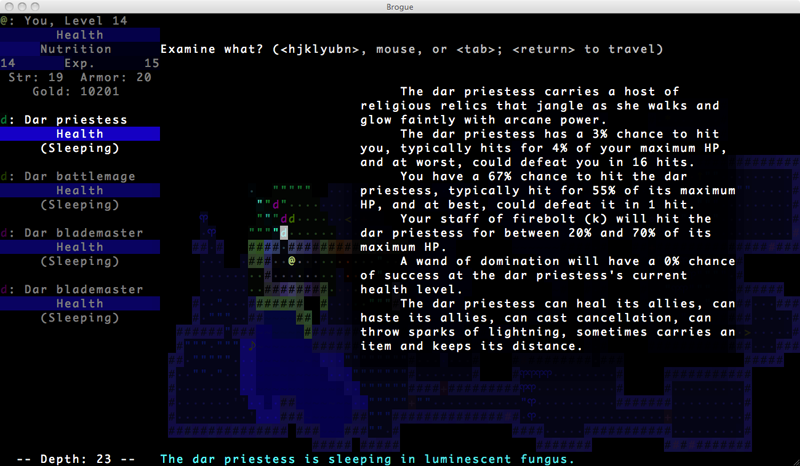 Brogue
@: You, Level 14
Health
Nutrition
14 Exp. 15
Str: 19 Armor: 20
Gold: 10201
d: Dar priestess
Health
(Sleeping)
d: Dar battlemage
Health
(Sleeping)
d: Dar blademaster
Health
(Sleeping)
d: Dar blademaster
Health
(Sleeping)
-- Depth: 23 --
Examine what? (<hjklyubn>, mouse, or <tab>; <return> to travel)
The dar priestess carries a host of
religious relics that jangle as she walks and
glow faintly with arcane power.
The dar priestess has a 3% chance to hit
you, typically hits for 4% of your maximum HP,
and at worst, could defeat you in 16 hits.
You have a 67% chance to hit the dar
priestess, typically hit for 55% of its maximum
HP, and at best, could defeat it in 1 hit.
Your staff of firebolt (k) will hit the
dar priestess for between 20% and 70% of its
maximum HP.
A wand of domination will have a 0% chance
of success at the dar priestess's current
health level.
The dar priestess can heal its allies, can
haste its allies, can cast cancellation, can
throw sparks of lightning, sometimes carries an
item and keeps its distance.
The dar priestess is sleeping in luminescent fungus.